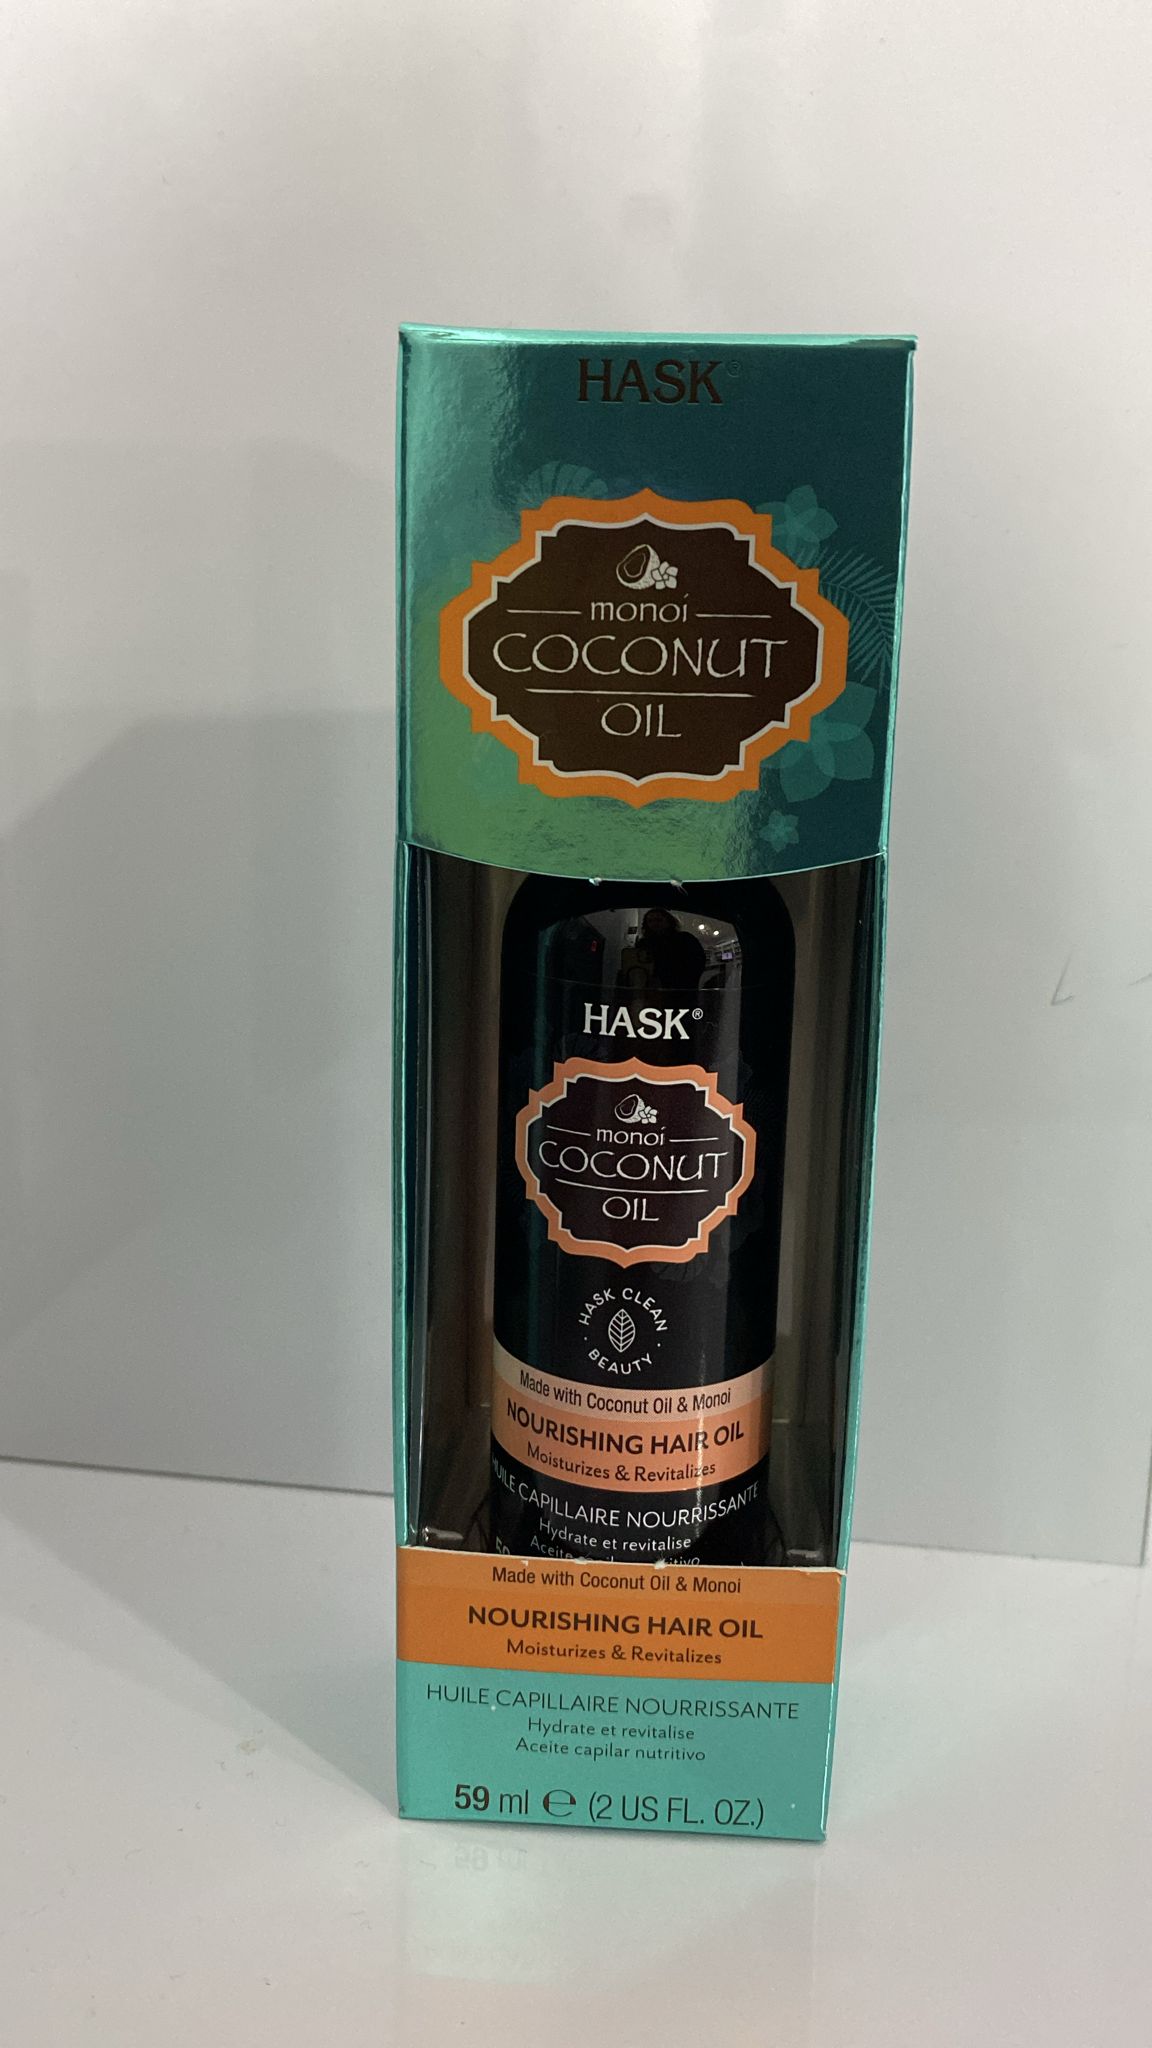 HASK®
monoi
COCONUT
OIL
HASK®
monoi
COCONUT
OIL
HASK CLEAN
BEAUTY
Made with Coconut Oil & Monoi
NOURISHING HAIR OIL
Moisturizes & Revitalizes
HUILE CAPILLAIRE NOURRISSANTE
Hydrate et revitalise
Aceite
Made with Coconut Oil & Monoi
NOURISHING HAIR OIL
Moisturizes & Revitalizes
HUILE CAPILLAIRE NOURRISSANTE
Hydrate et revitalise
Aceite capilar nutritivo
59 ml ℮ (2 US FL. OZ.)